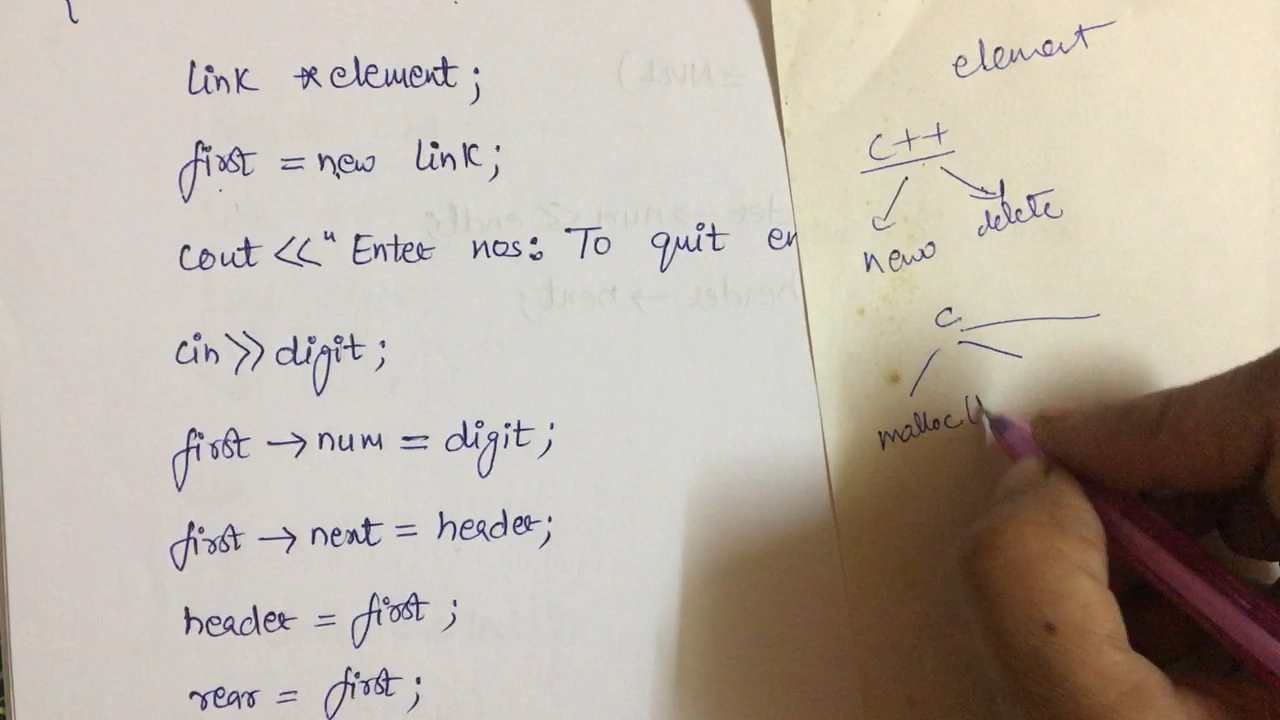 {
link *element;
first = new link;
cout <<" Enter nos: To quit en
cin >> digit;
first → num = digit;
first → next = header;
header = first;
rear = first;
element
C++
new
delete
C
malloc (